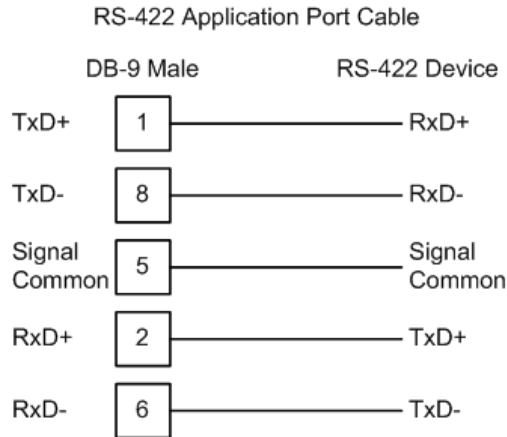 RS-422 Application Port Cable
DB-9 Male RS-422 Device
TxD+ 1 RxD+
TxD- 8 RxD-
Signal Common 5 Signal Common
RxD+ 2 TxD+
RxD- 6 TxD-